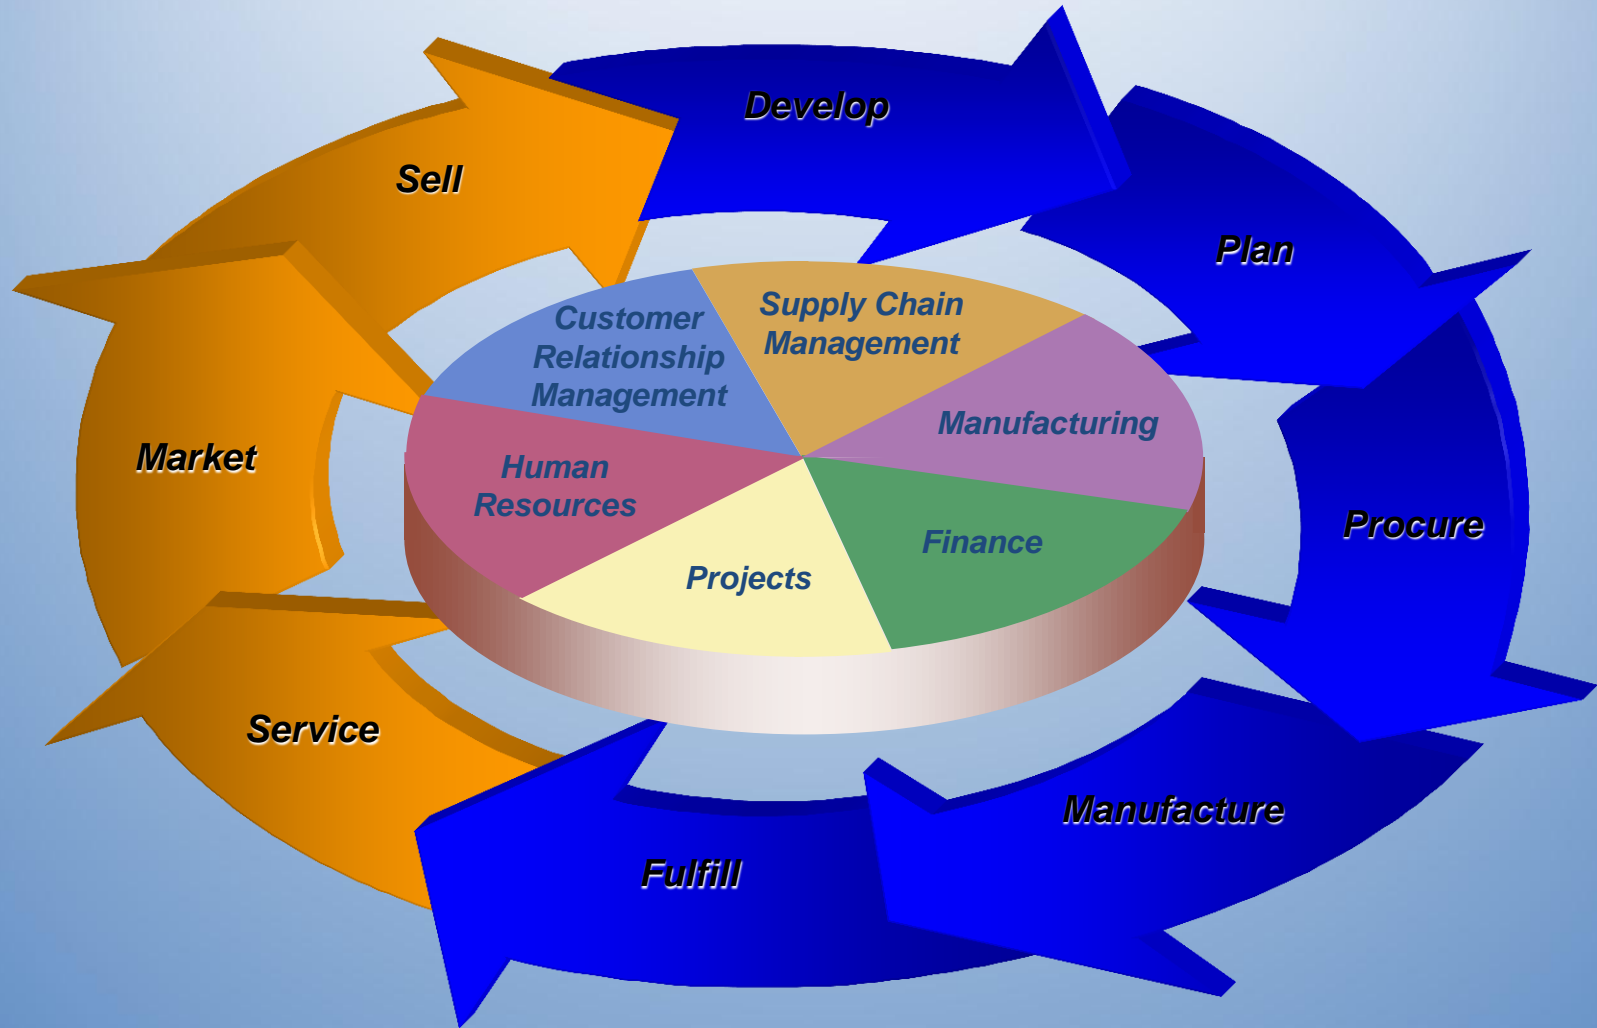 Develop
Sell
Plan
Supply Chain
Management
Customer
Relationship
Management
Manufacturing
Market
Human
Resources
Procure
Finance
Projects
Service
Manufacture
Fulfill